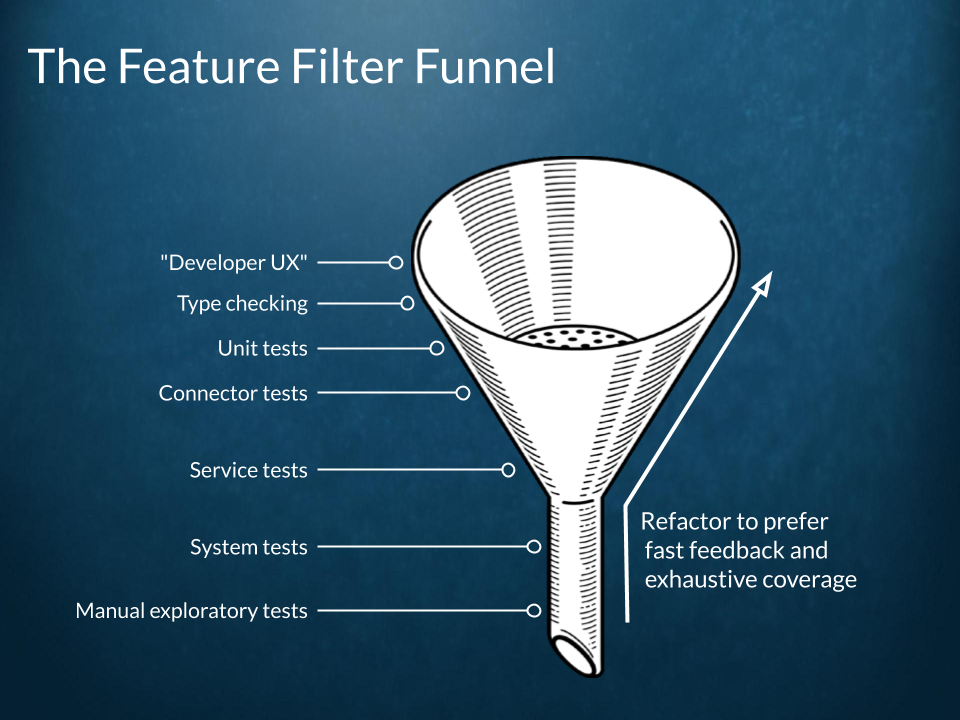 The Feature Filter Funnel
"Developer UX"
Type checking
Unit tests
Connector tests
Service tests
System tests
Manual exploratory tests
Refactor to prefer
fast feedback and
exhaustive coverage